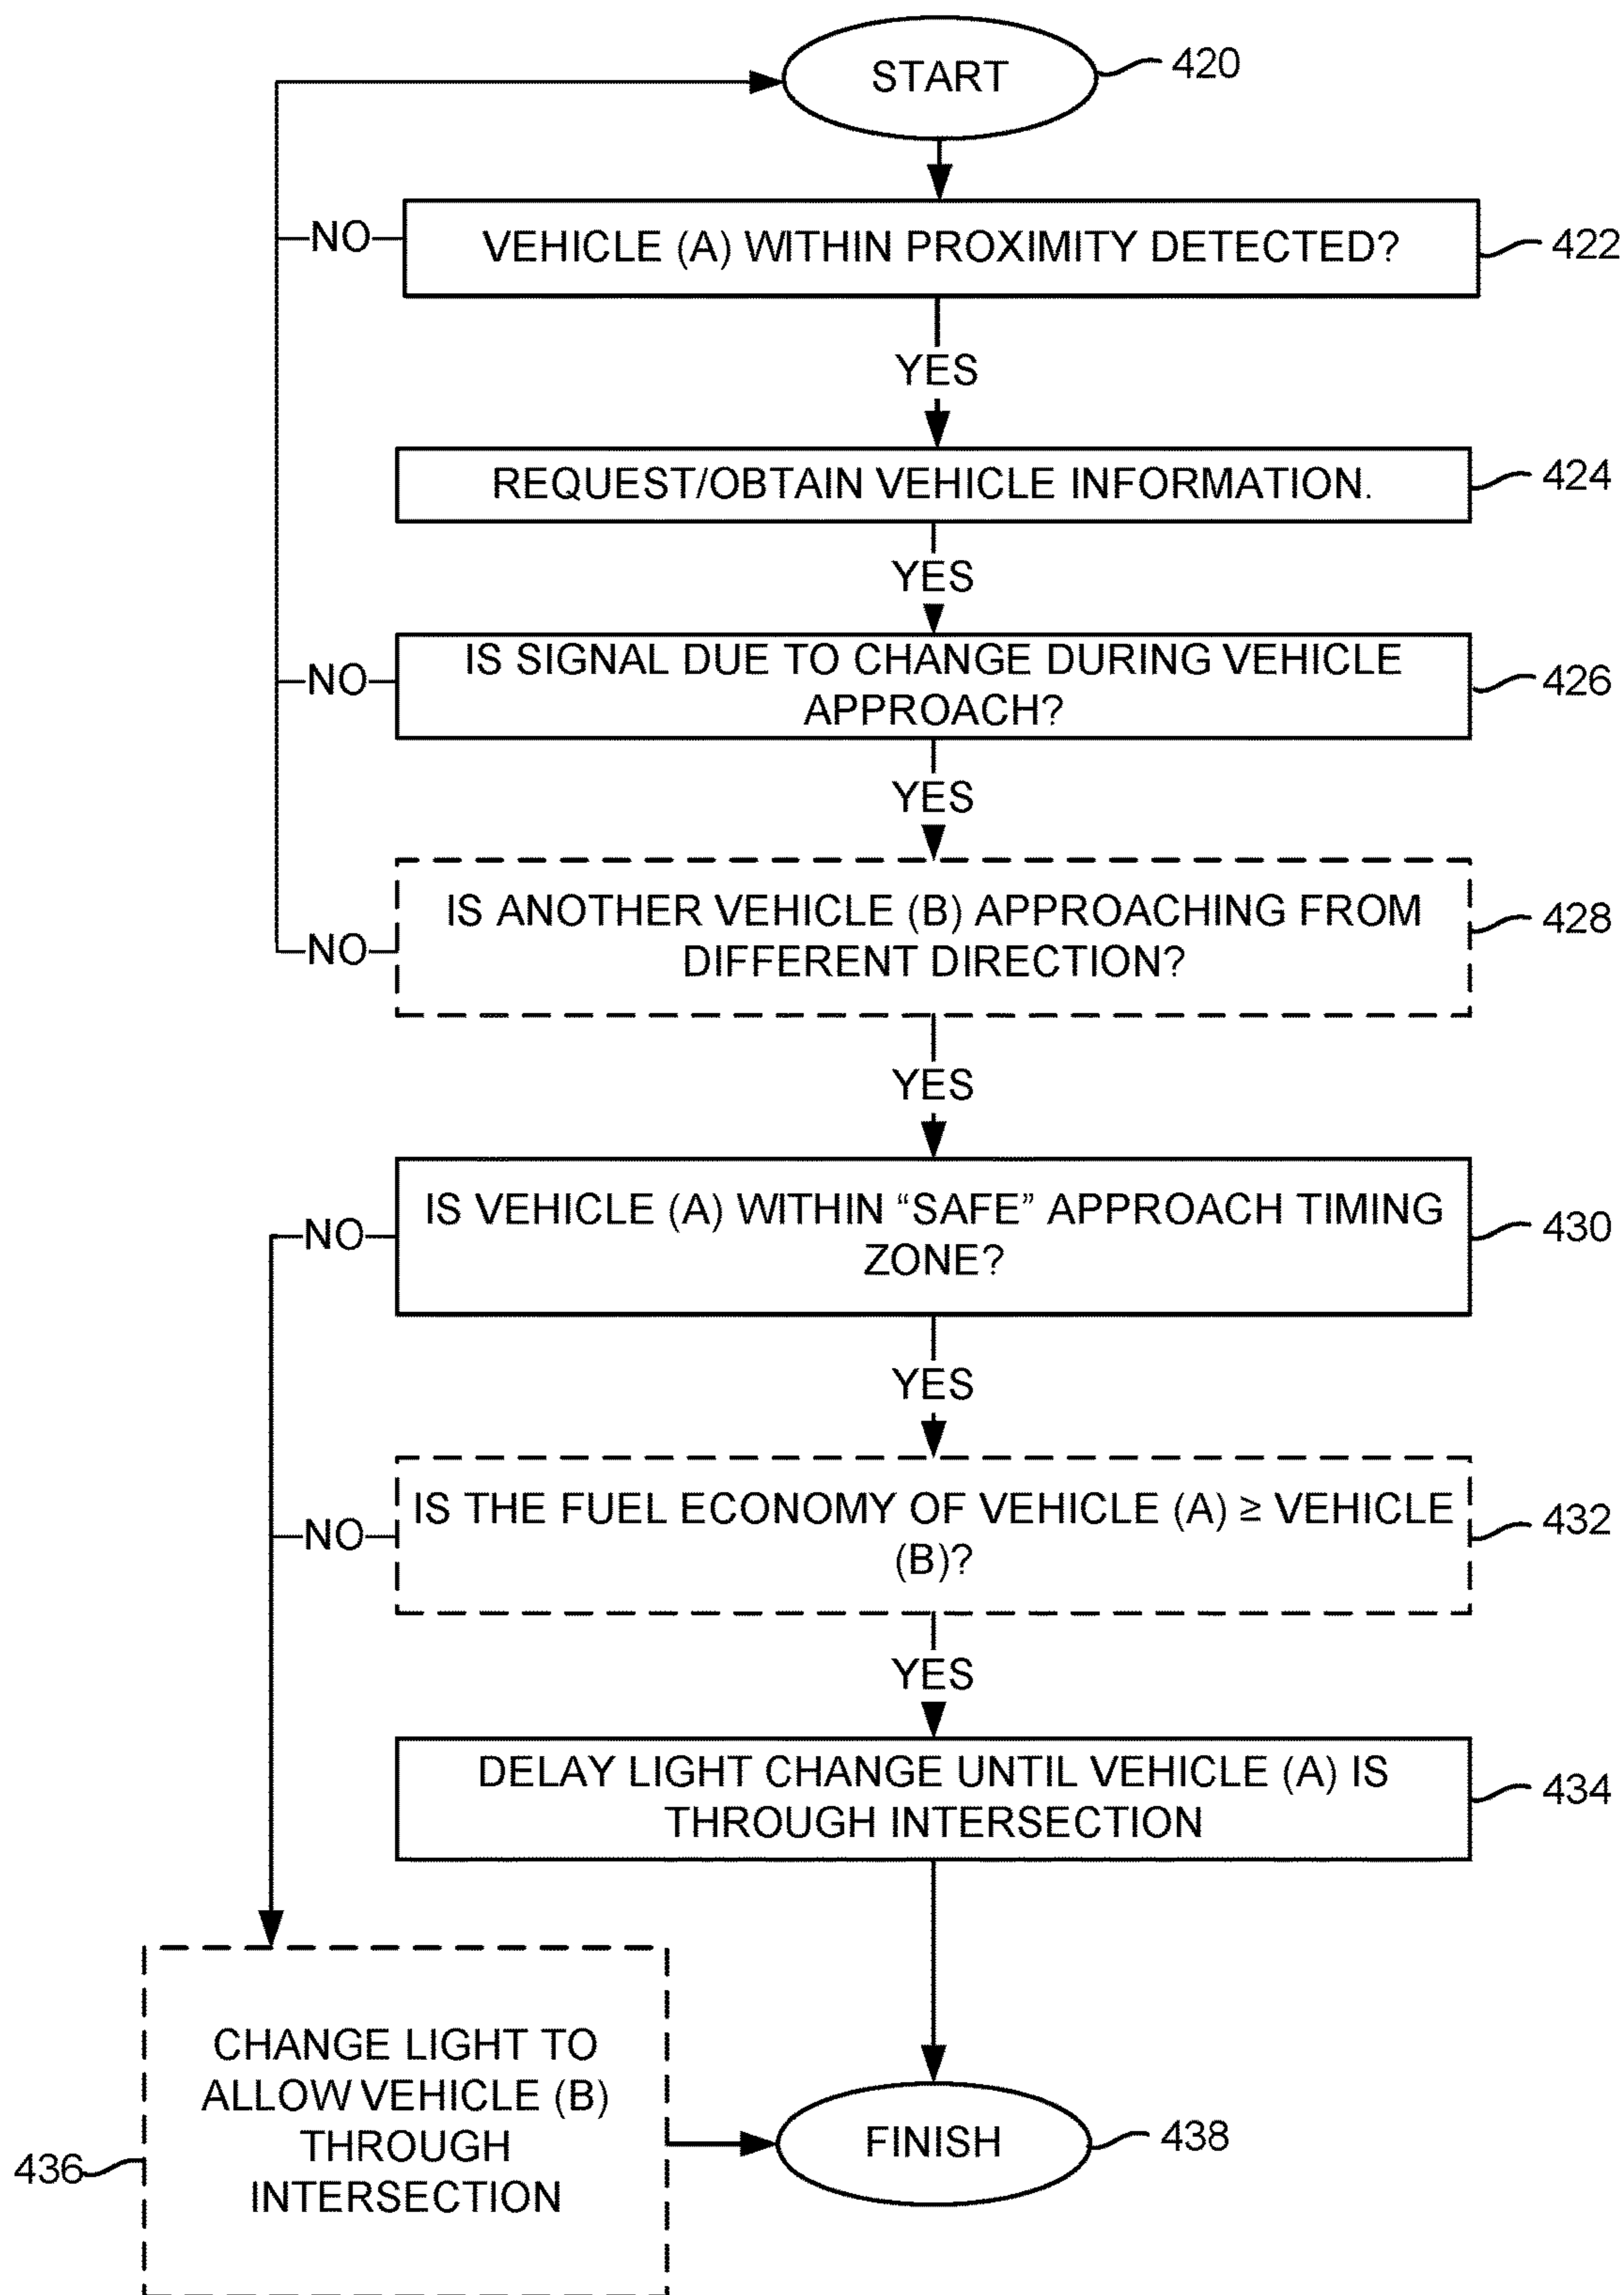 START
420
NO
VEHICLE (A) WITHIN PROXIMITY DETECTED?
422
YES
REQUEST/OBTAIN VEHICLE INFORMATION.
424
YES
NO
IS SIGNAL DUE TO CHANGE DURING VEHICLE
APPROACH?
426
YES
NO
IS ANOTHER VEHICLE (B) APPROACHING FROM
DIFFERENT DIRECTION?
428
YES
NO
IS VEHICLE (A) WITHIN “SAFE” APPROACH TIMING
ZONE?
430
YES
NO
IS THE FUEL ECONOMY OF VEHICLE (A) ≥ VEHICLE
(B)?
432
YES
DELAY LIGHT CHANGE UNTIL VEHICLE (A) IS
THROUGH INTERSECTION
434
CHANGE LIGHT TO
ALLOW VEHICLE (B)
THROUGH
INTERSECTION
436
FINISH
438